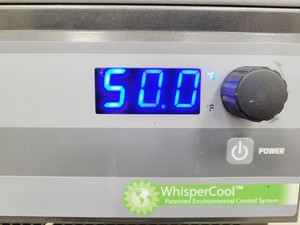 50.0
°C
°F
POWER
WhisperCool™
Patented Environmental Control System